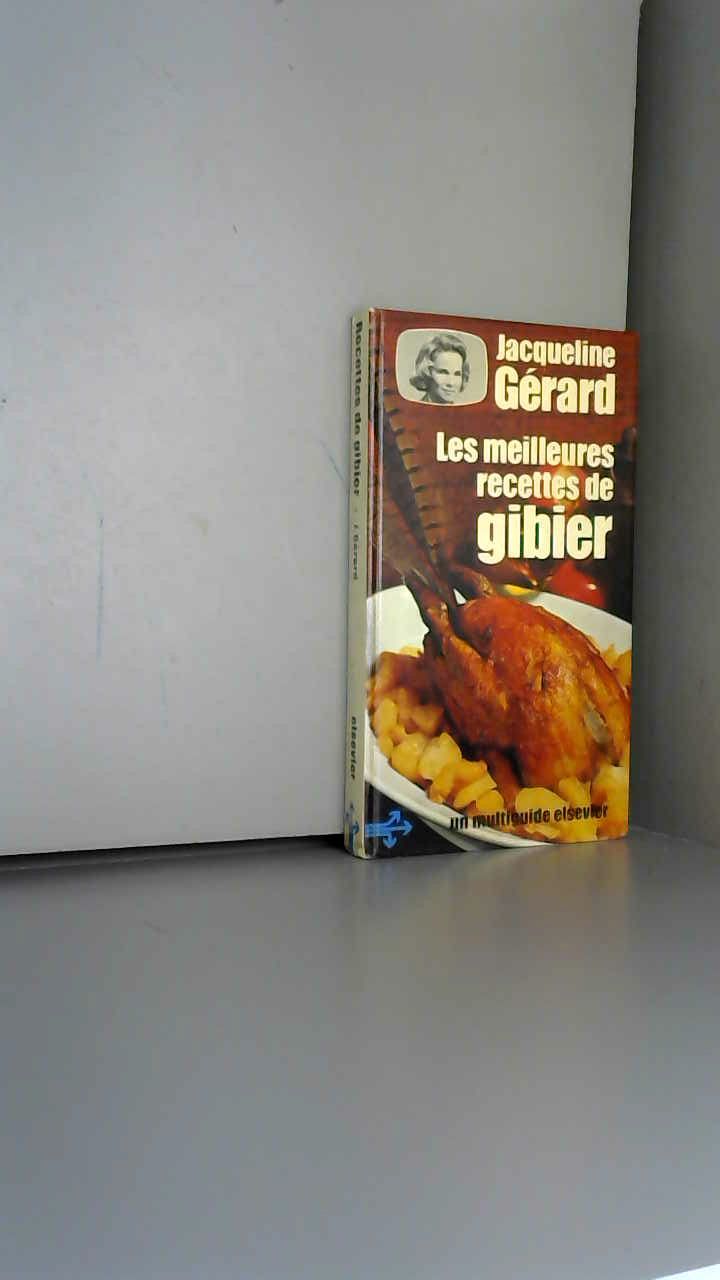 Jacqueline
Gérard
Les meilleures
recettes de
gibier
un multiguide elsevier
Recettes de gibier - J. Gérard
elsevier